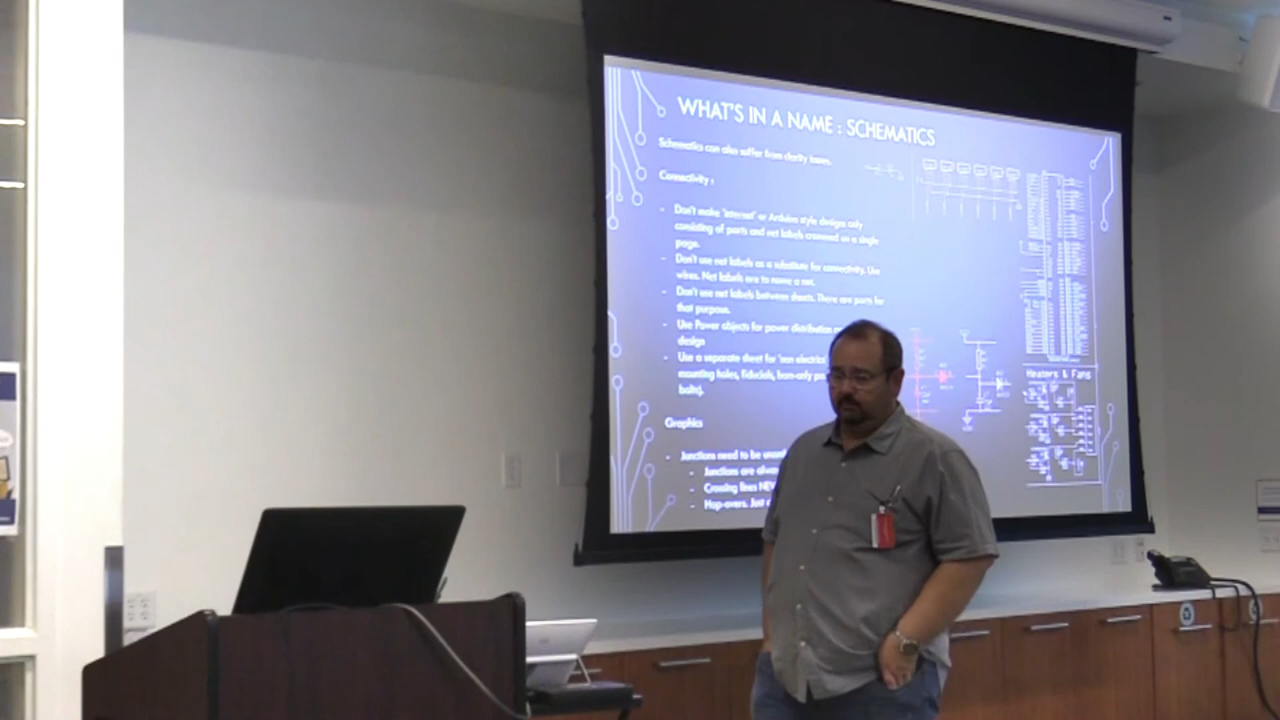 WHAT'S IN A NAME : SCHEMATICS
Schematics can also suffer from clarity issues.
Connectivity :
- Don't make 'internet' or Arduino style designs only
consisting of parts and net labels crammed on a single
page.
- Don't use net labels as a substitute for connectivity. Use
wires. Net labels are to name a net.
- Don't use net labels between sheets. There are ports for
that purpose.
- Use Power objects for power distribution
design
- Use a separate sheet for 'non electrical
mounting holes, fiducials, bom-only
bolts).
Graphics
- Junctions need to be
- Junctions are
- Crossing lines
- Hop-overs. Just
Heaters & Fans